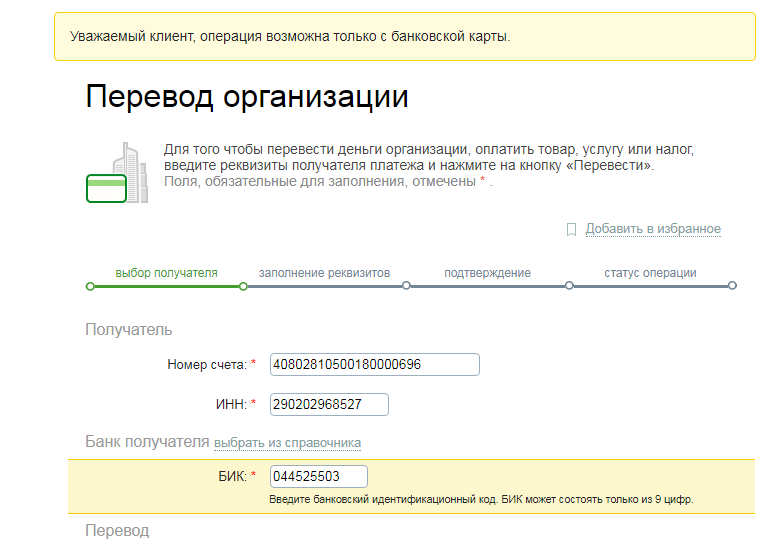 Уважаемый клиент, операция возможна только с банковской карты.
Перевод организации
Для того чтобы перевести деньги организации, оплатить товар, услугу или налог,
введите реквизиты получателя платежа и нажмите на кнопку «Перевести».
Поля, обязательные для заполнения, отмечены * .
Добавить в избранное
выбор получателя заполнение реквизитов подтверждение статус операции
Получатель
Номер счета: * 40802810500180000696
ИНН: * 290202968527
Банк получателя выбрать из справочника
БИК: * 044525503
Введите банковский идентификационный код. БИК может состоять только из 9 цифр.
Перевод